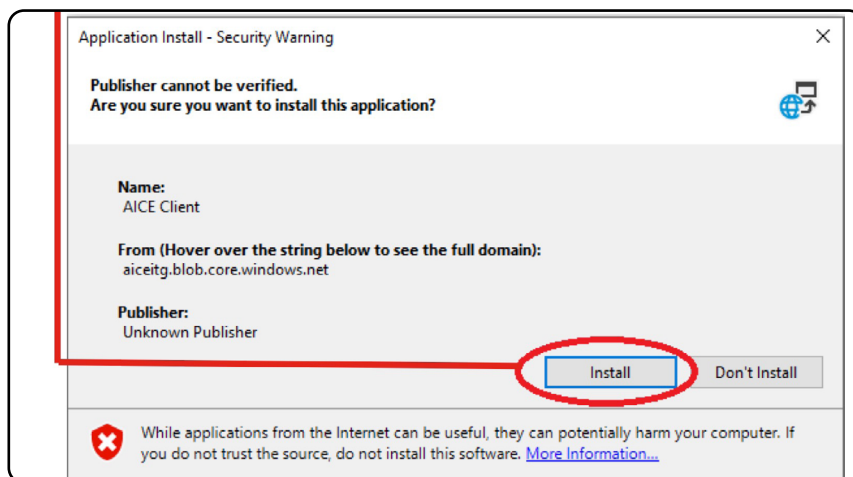 Application Install - Security Warning
Publisher cannot be verified.
Are you sure you want to install this application?
Name:
AICE Client
From (Hover over the string below to see the full domain):
aiceitg.blob.core.windows.net
Publisher:
Unknown Publisher
Install
Don't Install
While applications from the Internet can be useful, they can potentially harm your computer. If
you do not trust the source, do not install this software. More Information...